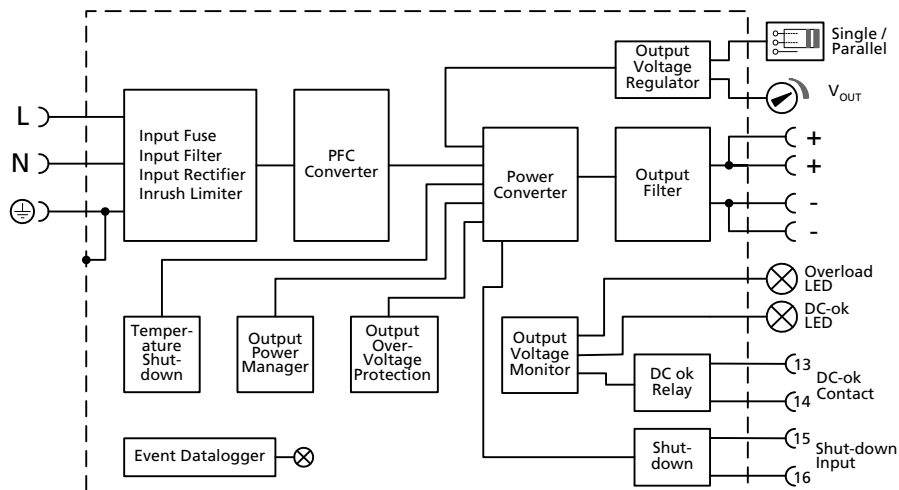 Single /
Parallel
Output
Voltage
Regulator
V_OUT
L
N
Input Fuse
Input Filter
Input Rectifier
Inrush Limiter
PFC
Converter
Power
Converter
Output
Filter
+
+
-
-
Temper-
ature
Shut-
down
Output
Power
Manager
Output
Over-
Voltage
Protection
Output
Voltage
Monitor
Overload
LED
DC-ok
LED
DC ok
Relay
13
14
DC-ok
Contact
Shut-
down
15
16
Shut-down
Input
Event Datalogger